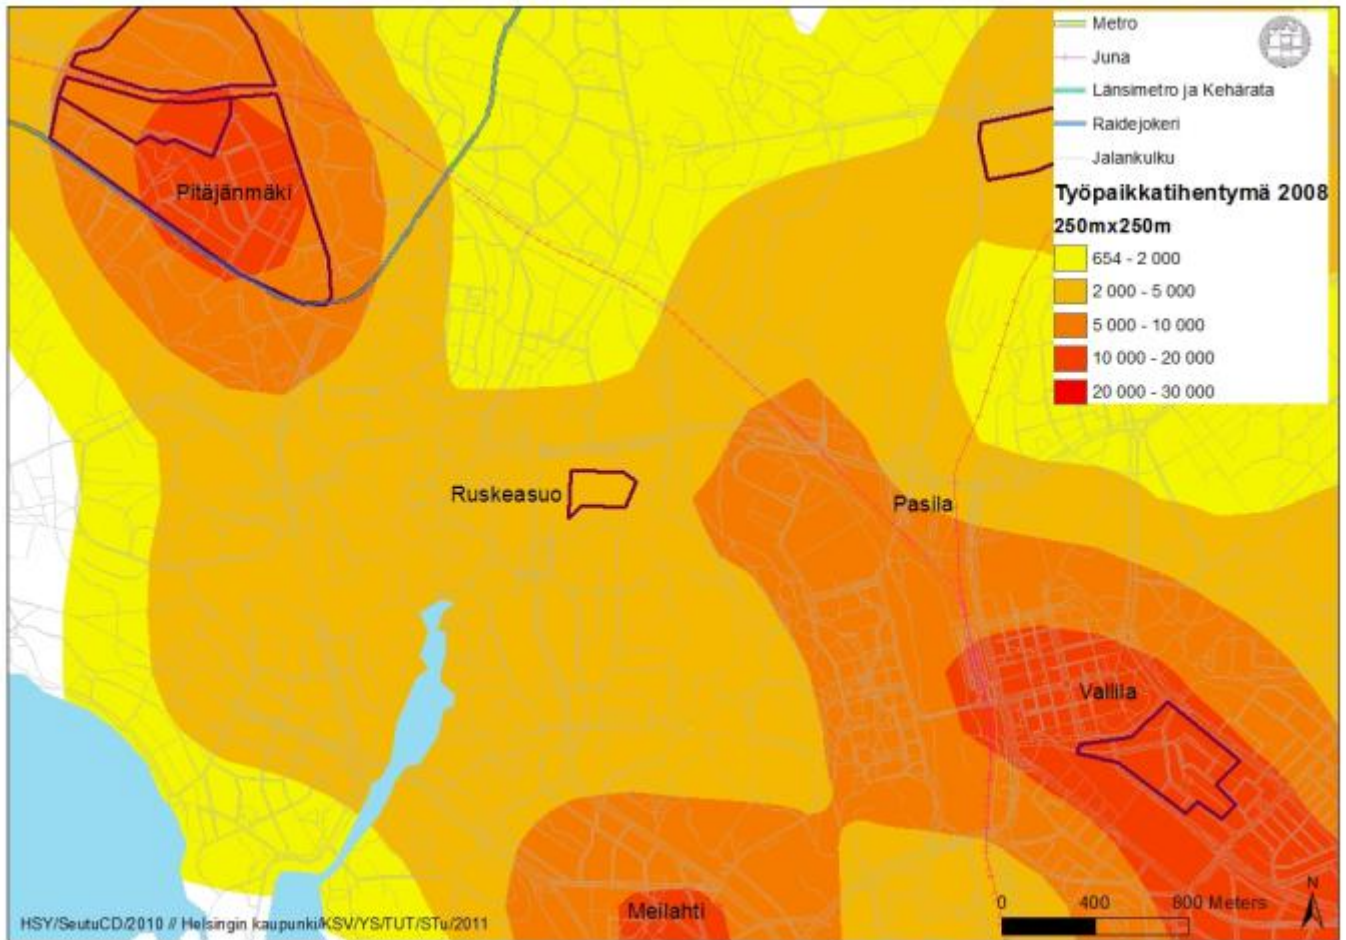 Metro
Juna
Länsimetro ja Kehärata
Raidejokeri
Jalankulku
Työpaikkatihentymä 2008
250mx250m
654 - 2 000
2 000 - 5 000
5 000 - 10 000
10 000 - 20 000
20 000 - 30 000
Pitäjänmäki
Ruskeasuo
Pasila
Vallila
Meilahti
0 400 800 Meters
N
HSY/SeutuCD/2010 // Helsingin kaupunki/KSV/YS/TUT/STu/2011